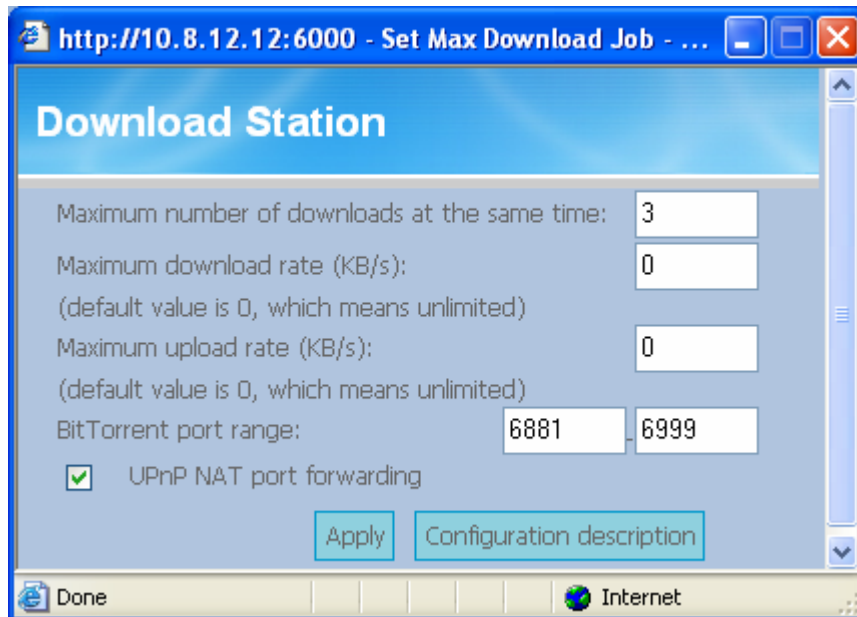 http://10.8.12.12:6000 - Set Max Download Job - ...
Download Station
Maximum number of downloads at the same time: 3
Maximum download rate (KB/s): 0
(default value is 0, which means unlimited)
Maximum upload rate (KB/s): 0
(default value is 0, which means unlimited)
BitTorrent port range: 6881 - 6999
UPnP NAT port forwarding
Apply Configuration description
Done Internet